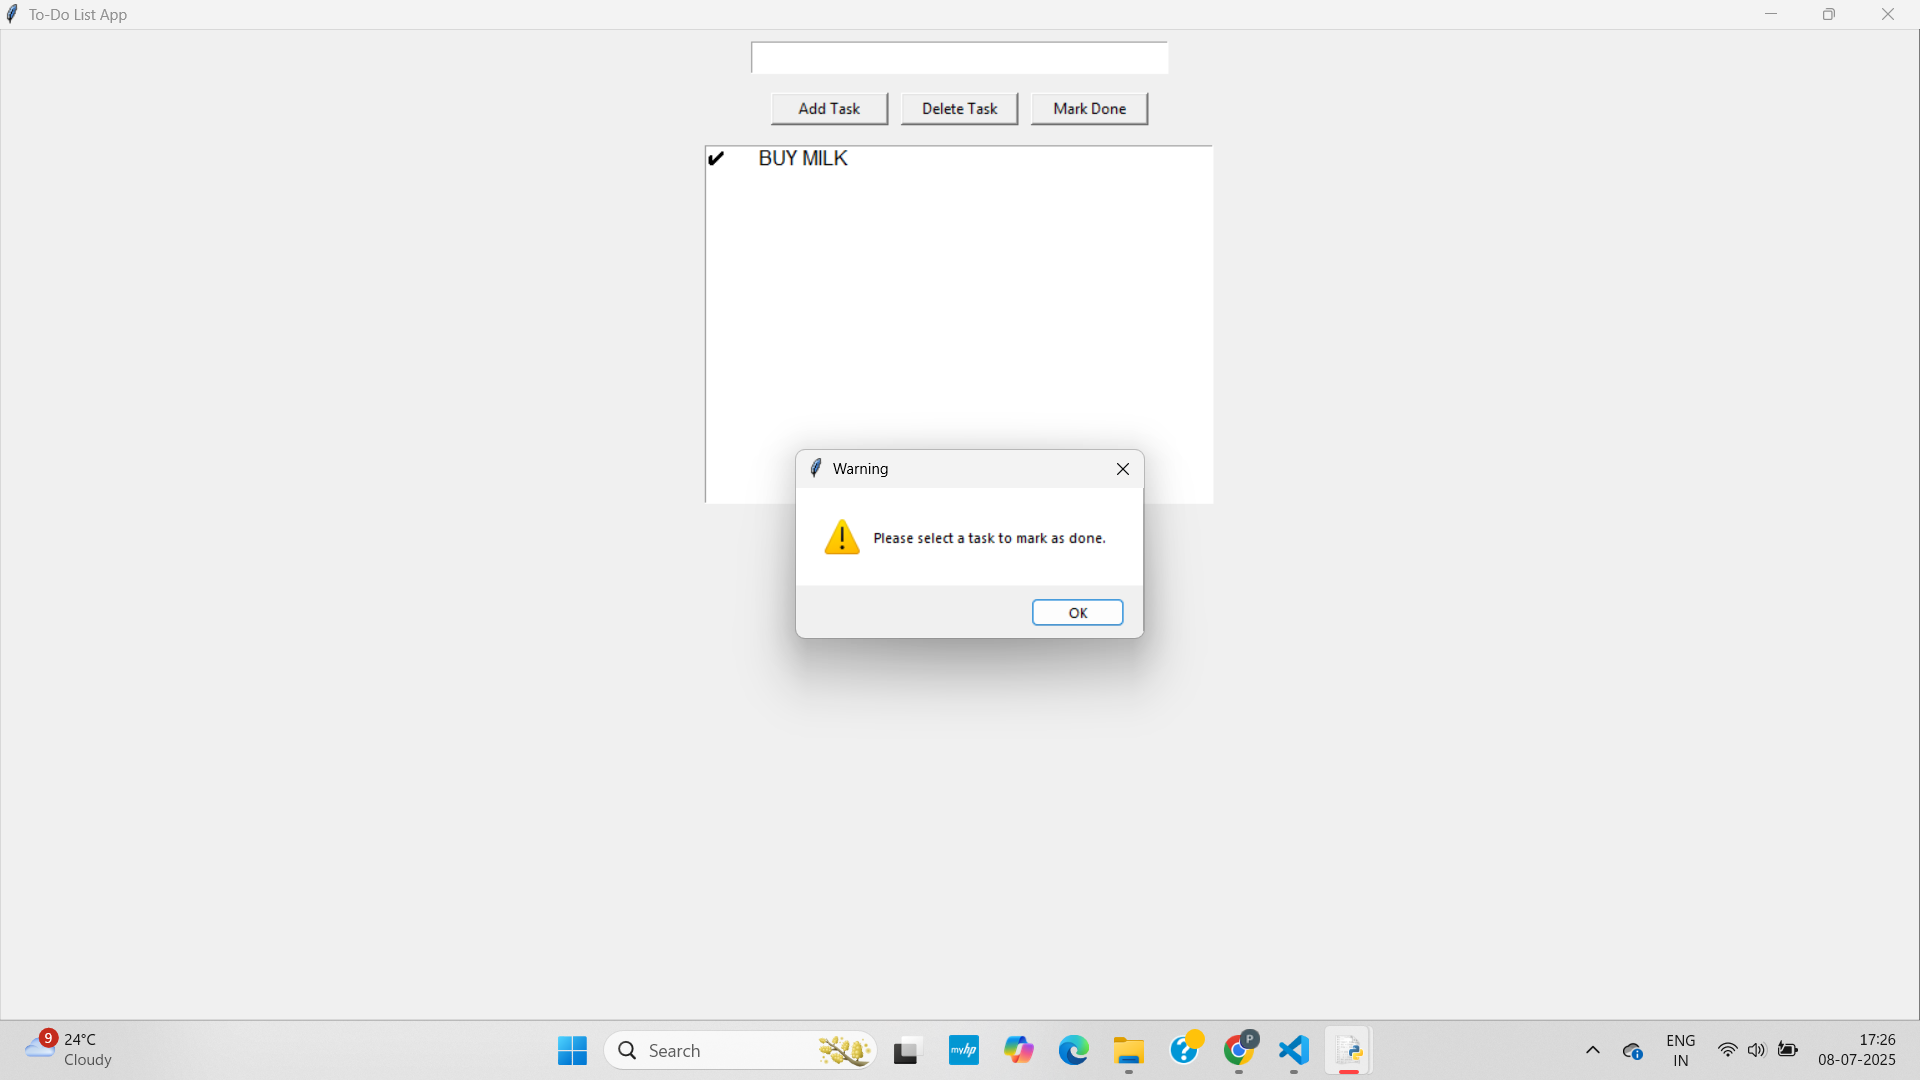 To-Do List App
Add Task Delete Task Mark Done
✔ BUY MILK
Warning
Please select a task to mark as done.
OK
9 24°C
Cloudy
Search
myhp
P
ENG
IN
17:26
08-07-2025